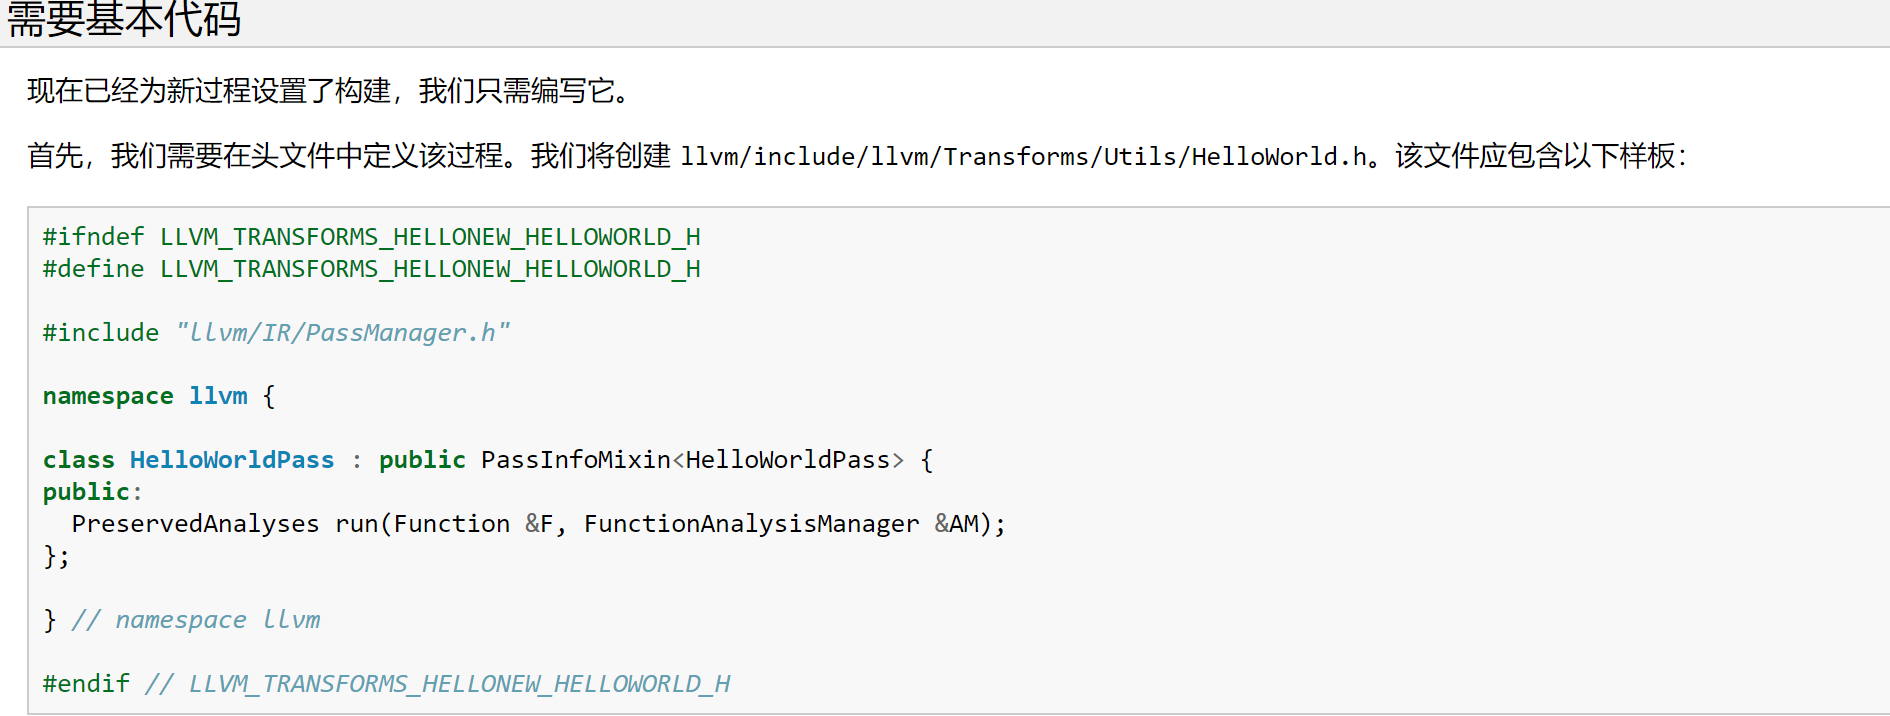 需要基本代码
现在已经为新过程设置了构建，我们只需编写它。
首先，我们需要在头文件中定义该过程。我们将创建 llvm/include/llvm/Transforms/Utils/HelloWorld.h。该文件应包含以下样板：
#ifndef LLVM_TRANSFORMS_HELLONEW_HELLOWORLD_H
#define LLVM_TRANSFORMS_HELLONEW_HELLOWORLD_H
#include "llvm/IR/PassManager.h"
namespace llvm {
class HelloWorldPass : public PassInfoMixin<HelloWorldPass> {
public:
  PreservedAnalyses run(Function &F, FunctionAnalysisManager &AM);
};
} // namespace llvm
#endif // LLVM_TRANSFORMS_HELLONEW_HELLOWORLD_H